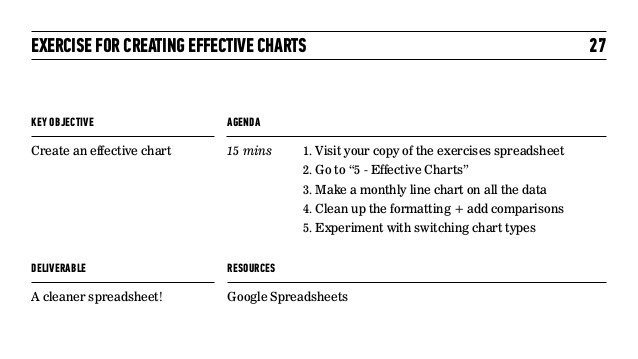 EXERCISE FOR CREATING EFFECTIVE CHARTS 27
KEY OBJECTIVE
Create an effective chart
AGENDA
15 mins
1. Visit your copy of the exercises spreadsheet
2. Go to “5 - Effective Charts”
3. Make a monthly line chart on all the data
4. Clean up the formatting + add comparisons
5. Experiment with switching chart types
DELIVERABLE
A cleaner spreadsheet!
RESOURCES
Google Spreadsheets